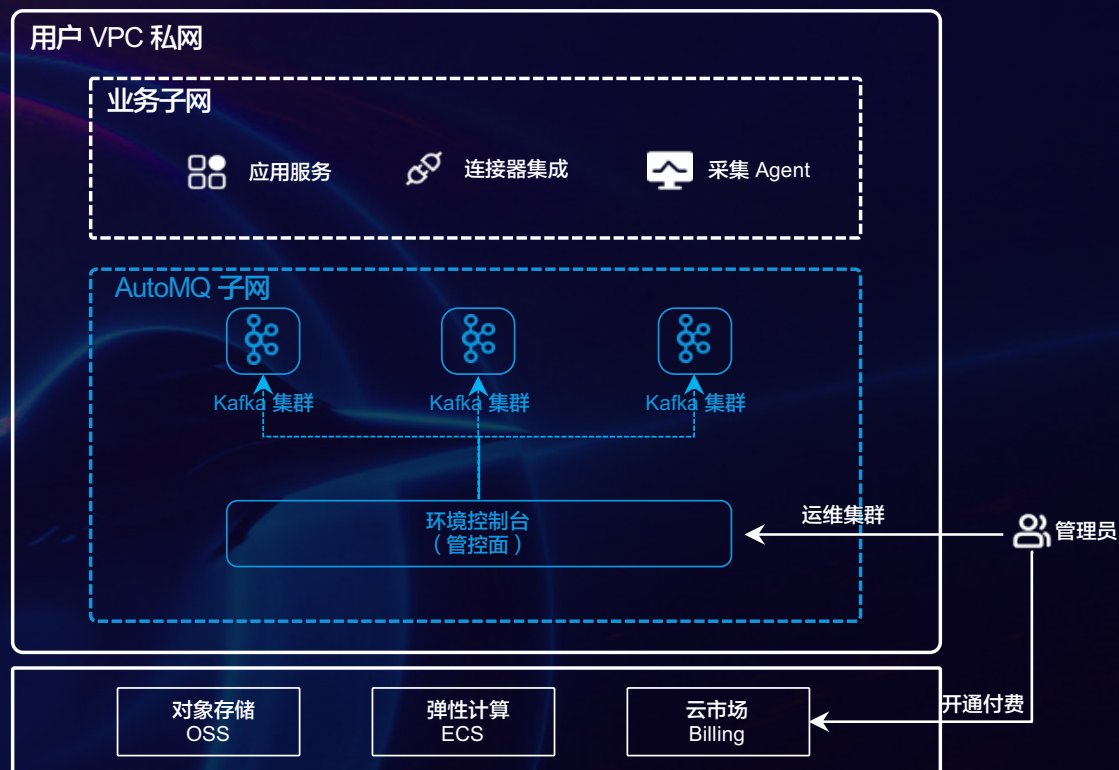 用户 VPC 私网
业务子网
应用服务
连接器集成
采集 Agent
AutoMQ 子网
Kafka 集群
Kafka 集群
Kafka 集群
环境控制台
（管控面）
运维集群
管理员
开通付费
对象存储
OSS
弹性计算
ECS
云市场
Billing